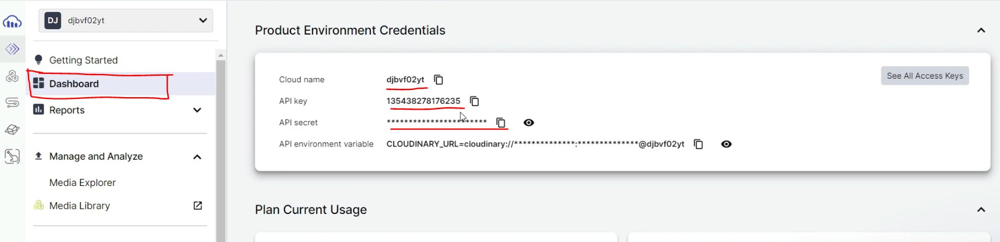 DJ djbvf02yt
Getting Started
Dashboard
Reports
Manage and Analyze
Media Explorer
Media Library
Product Environment Credentials
See All Access Keys
Cloud name djbvf02yt
API key 135438278176235
API secret ***********************
API environment variable CLOUDINARY_URL=cloudinary://**************:**************@djbvf02yt
Plan Current Usage